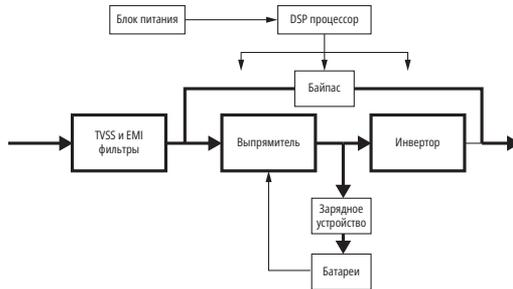 Блок питания
DSP процессор
Байпас
TVSS и EMI
фильтры
Выпрямитель
Инвертор
Зарядное
устройство
Батареи